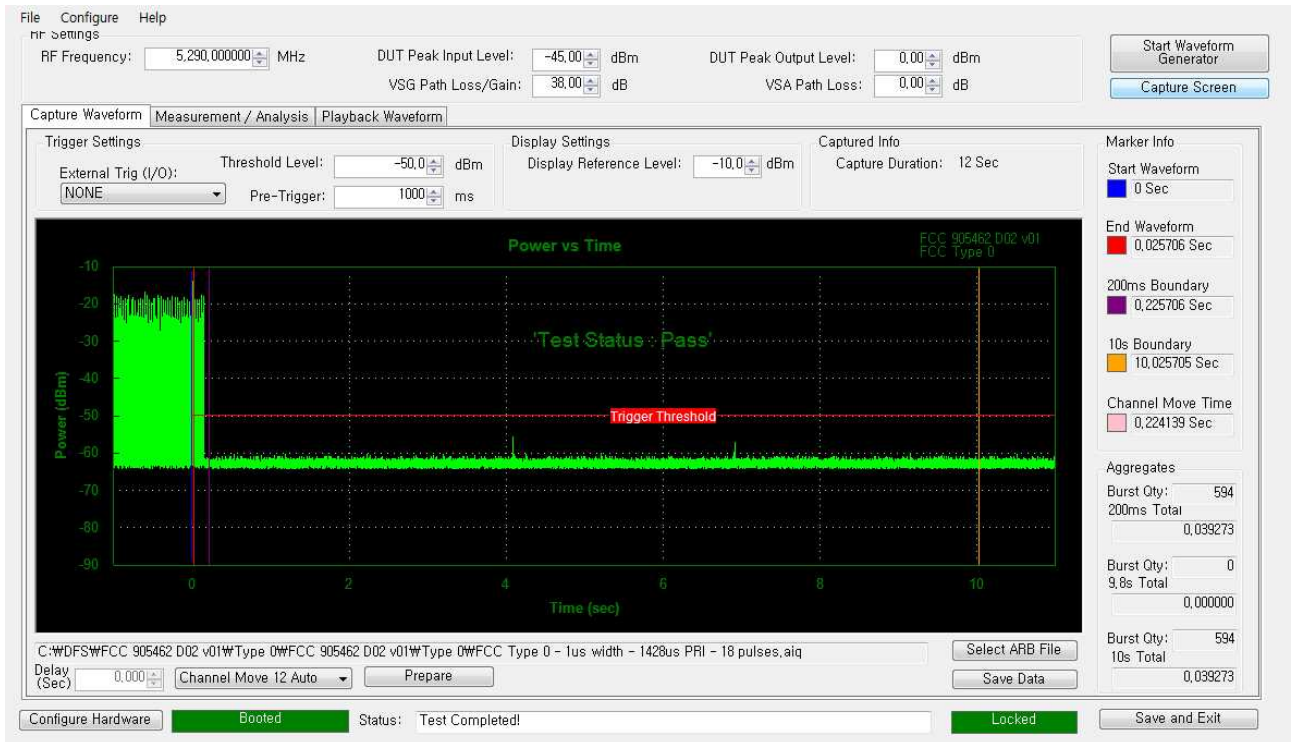 File Configure Help
RF Settings
RF Frequency: 5,290,000000 MHz DUT Peak Input Level: -45,00 dBm DUT Peak Output Level: 0,00 dBm
VSG Path Loss/Gain: 38,00 dB VSA Path Loss: 0,00 dB
Start Waveform
Generator
Capture Screen
Capture Waveform Measurement / Analysis Playback Waveform
Trigger Settings
External Trig (I/O):
NONE
Threshold Level: -50,0 dBm
Pre-Trigger: 1000 ms
Display Settings
Display Reference Level: -10,0 dBm
Captured Info
Capture Duration: 12 Sec
Power vs Time
FCC 905462 D02 v01
FCC Type 0
'Test Status : Pass'
Trigger Threshold
Power (dBm)
-10
-20
-30
-40
-50
-60
-70
-80
-90
0 2 4 6 8 10
Time (sec)
Marker Info
Start Waveform
0 Sec
End Waveform
0,025706 Sec
200ms Boundary
0,225706 Sec
10s Boundary
10,025705 Sec
Channel Move Time
0,224139 Sec
Aggregates
Burst Qty: 594
200ms Total
0,039273
Burst Qty: 0
9,8s Total
0,000000
Burst Qty: 594
10s Total
0,039273
C:₩DFS₩FCC 905462 D02 v01₩Type 0₩FCC 905462 D02 v01₩Type 0₩FCC Type 0 - 1us width - 1428us PRI - 18 pulses,aiq
Select ARB File
Delay
(Sec) 0,000 Channel Move 12 Auto Prepare Save Data
Configure Hardware Booted Status: Test Completed! Locked Save and Exit